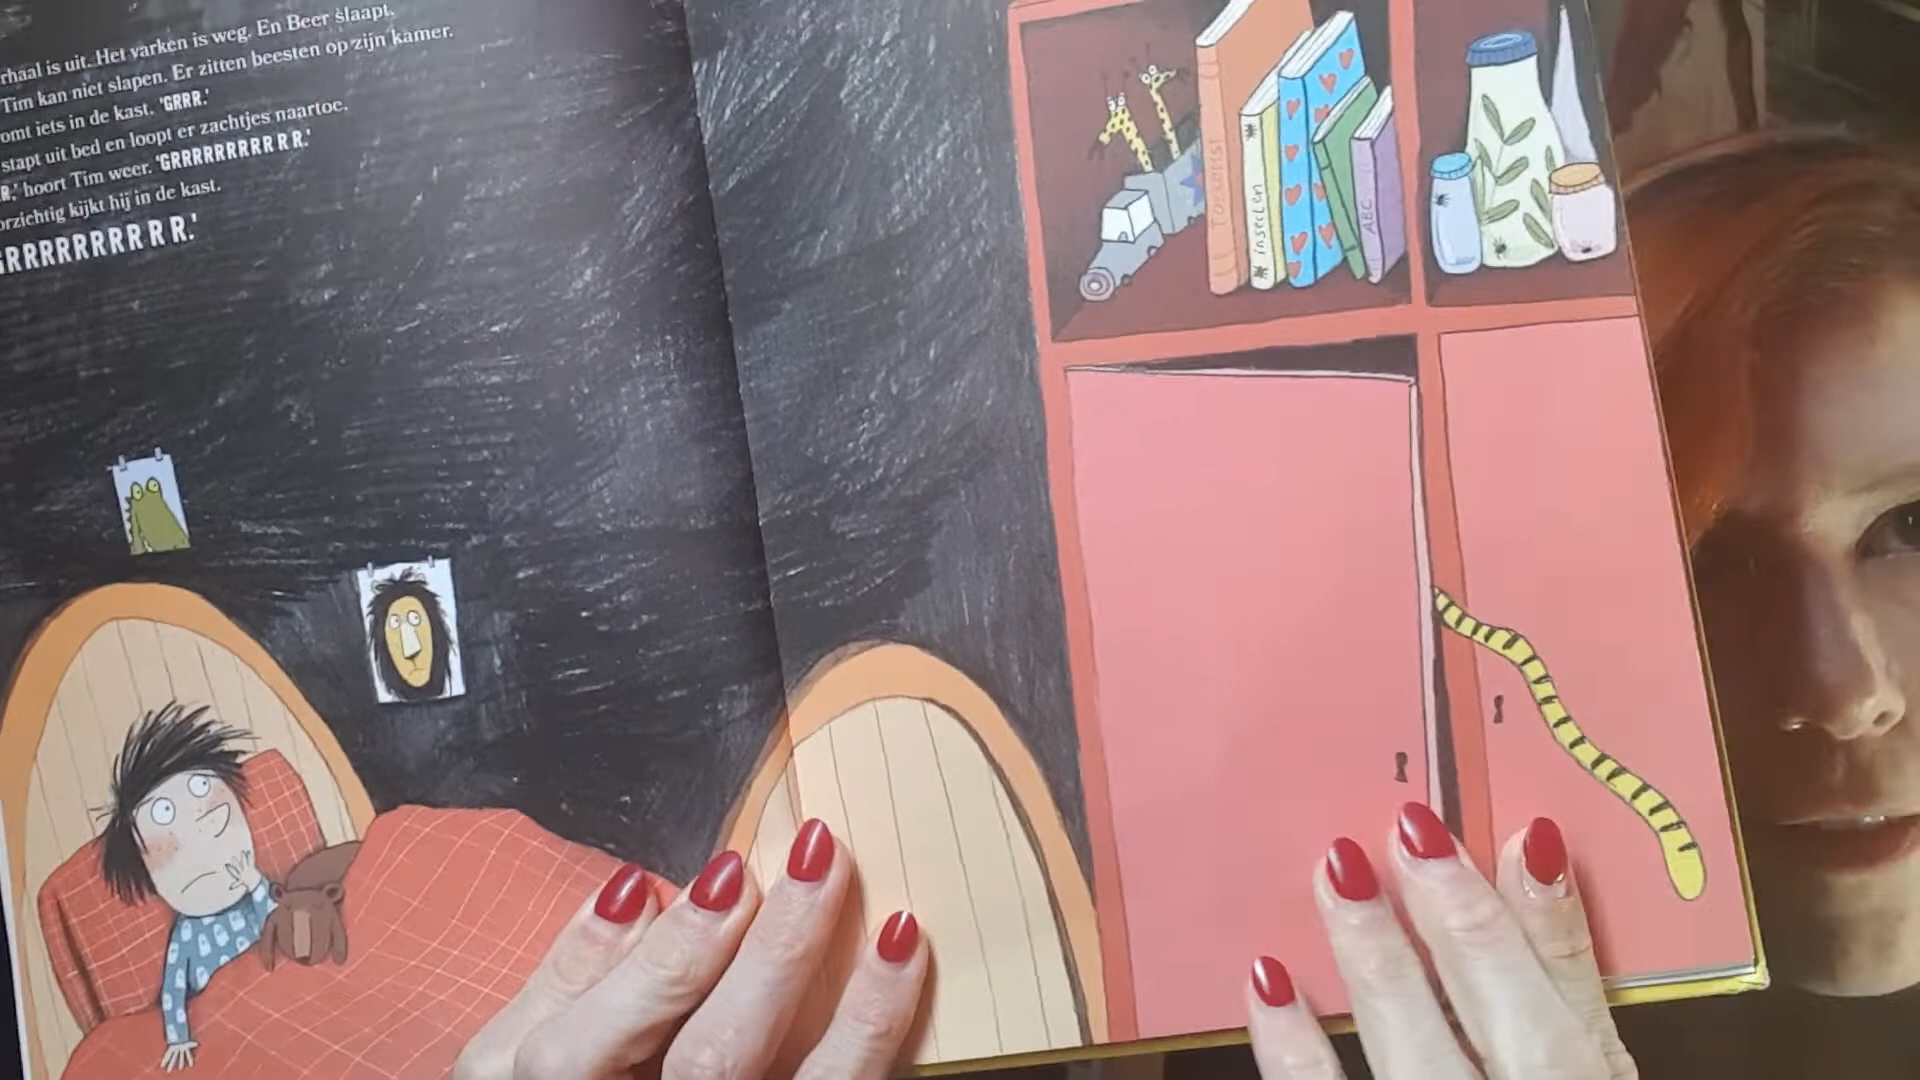 rhaal is uit. Het varken is weg. En Beer slaapt.
Tim kan niet slapen. Er zitten beesten op zijn kamer.
omt iets in de kast. 'GRRR.'
stapt uit bed en loopt er zachtjes naartoe.
R,' hoort Tim weer. 'GRRRRRRRRRRR.'
orzichtig kijkt hij in de kast.
GRRRRRRRRRR.'
TOEKOMST
insecten
ABC